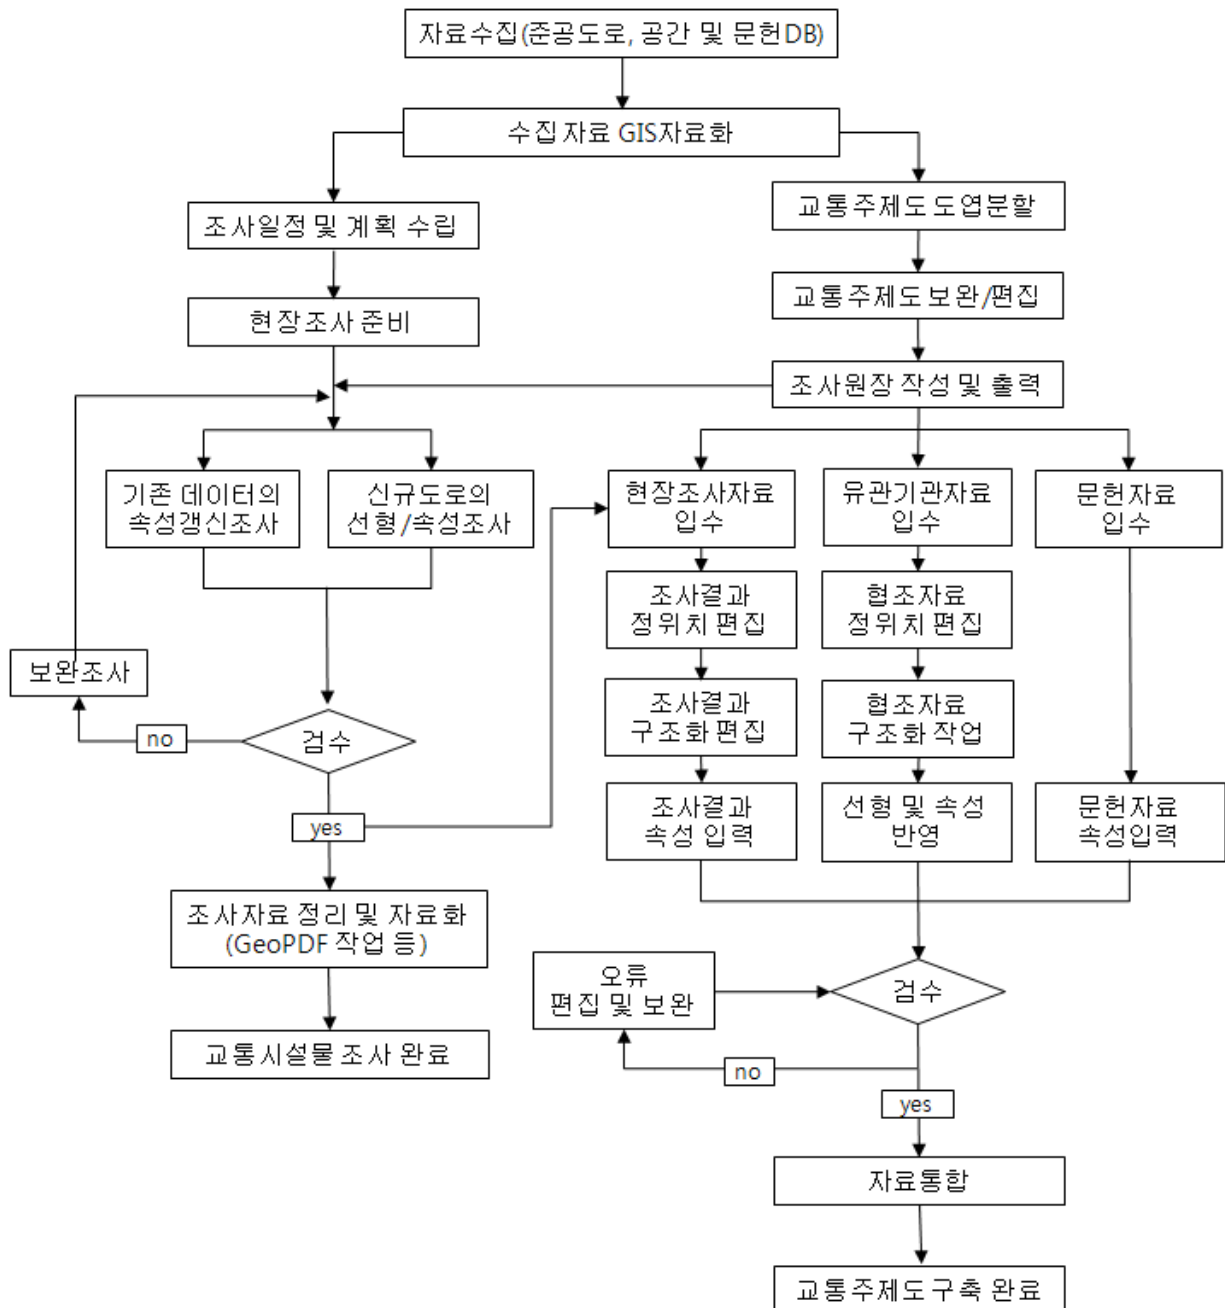 자료수집(준공도로, 공간 및 문헌DB)
수집 자료 GIS자료화
조사일정 및 계획 수립
교통주제도 도엽분할
현장조사 준비
교통주제도 보완/편집
조사원장 작성 및 출력
기존 데이터의
속성갱신조사
신규도로의
선형/속성조사
현장조사자료
입수
유관기관자료
입수
문헌자료
입수
조사결과
정위치 편집
협조자료
정위치 편집
보완조사
조사결과
구조화 편집
협조자료
구조화 작업
no
검수
yes
조사결과
속성 입력
선형 및 속성
반영
문헌자료
속성입력
조사자료 정리 및 자료화
(GeoPDF 작업 등)
오류
편집 및 보완
검수
교통시설물 조사 완료
no
yes
자료통합
교통주제도 구축 완료